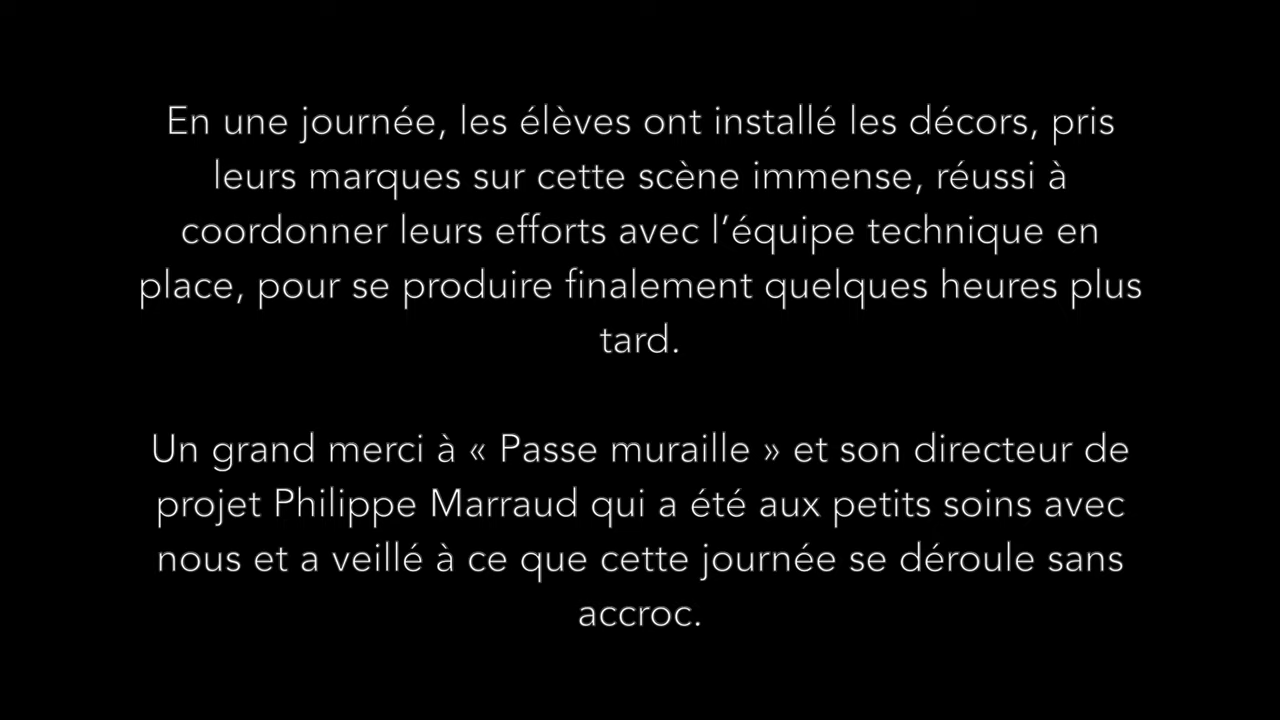 En une journée, les élèves ont installé les décors, pris
leurs marques sur cette scène immense, réussi à
coordonner leurs efforts avec l’équipe technique en
place, pour se produire finalement quelques heures plus
tard.
Un grand merci à « Passe muraille » et son directeur de
projet Philippe Marraud qui a été aux petits soins avec
nous et a veillé à ce que cette journée se déroule sans
accroc.